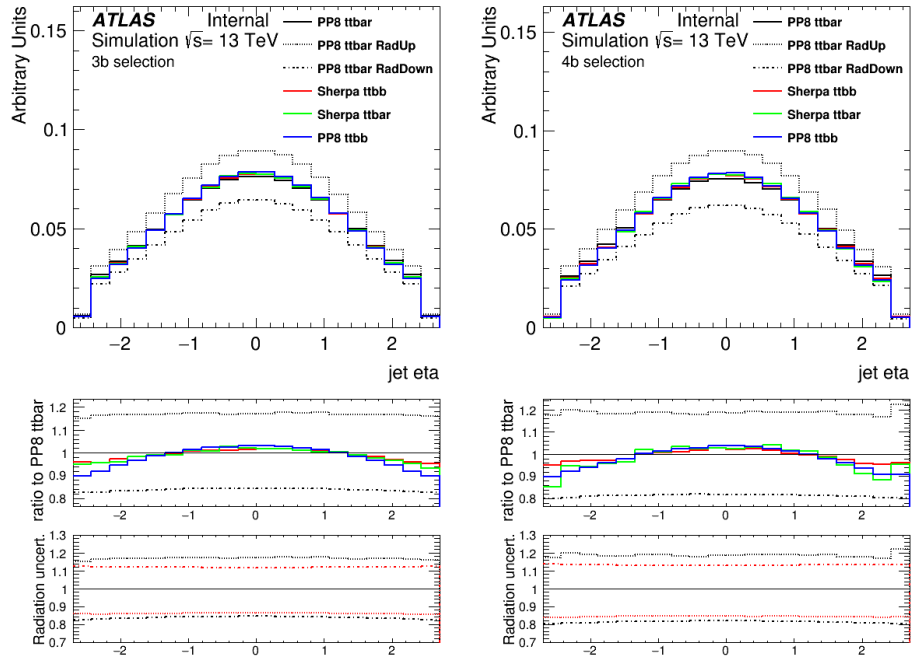 ATLAS Internal
Simulation √s= 13 TeV
3b selection
PP8 ttbar
PP8 ttbar RadUp
PP8 ttbar RadDown
Sherpa ttbb
Sherpa ttbar
PP8 ttbb
Arbitrary Units
0.15
0.1
0.05
0
−2 −1 0 1 2
jet eta
ratio to PP8 ttbar
1.2
1.1
1
0.9
0.8
−2 −1 0 1 2
Radiation uncert.
1.3
1.2
1.1
1
0.9
0.8
0.7
−2 −1 0 1 2
ATLAS Internal
Simulation √s= 13 TeV
4b selection
PP8 ttbar
PP8 ttbar RadUp
PP8 ttbar RadDown
Sherpa ttbb
Sherpa ttbar
PP8 ttbb
Arbitrary Units
0.15
0.1
0.05
0
−2 −1 0 1 2
jet eta
ratio to PP8 ttbar
1.2
1.1
1
0.9
0.8
−2 −1 0 1 2
Radiation uncert.
1.3
1.2
1.1
1
0.9
0.8
0.7
−2 −1 0 1 2